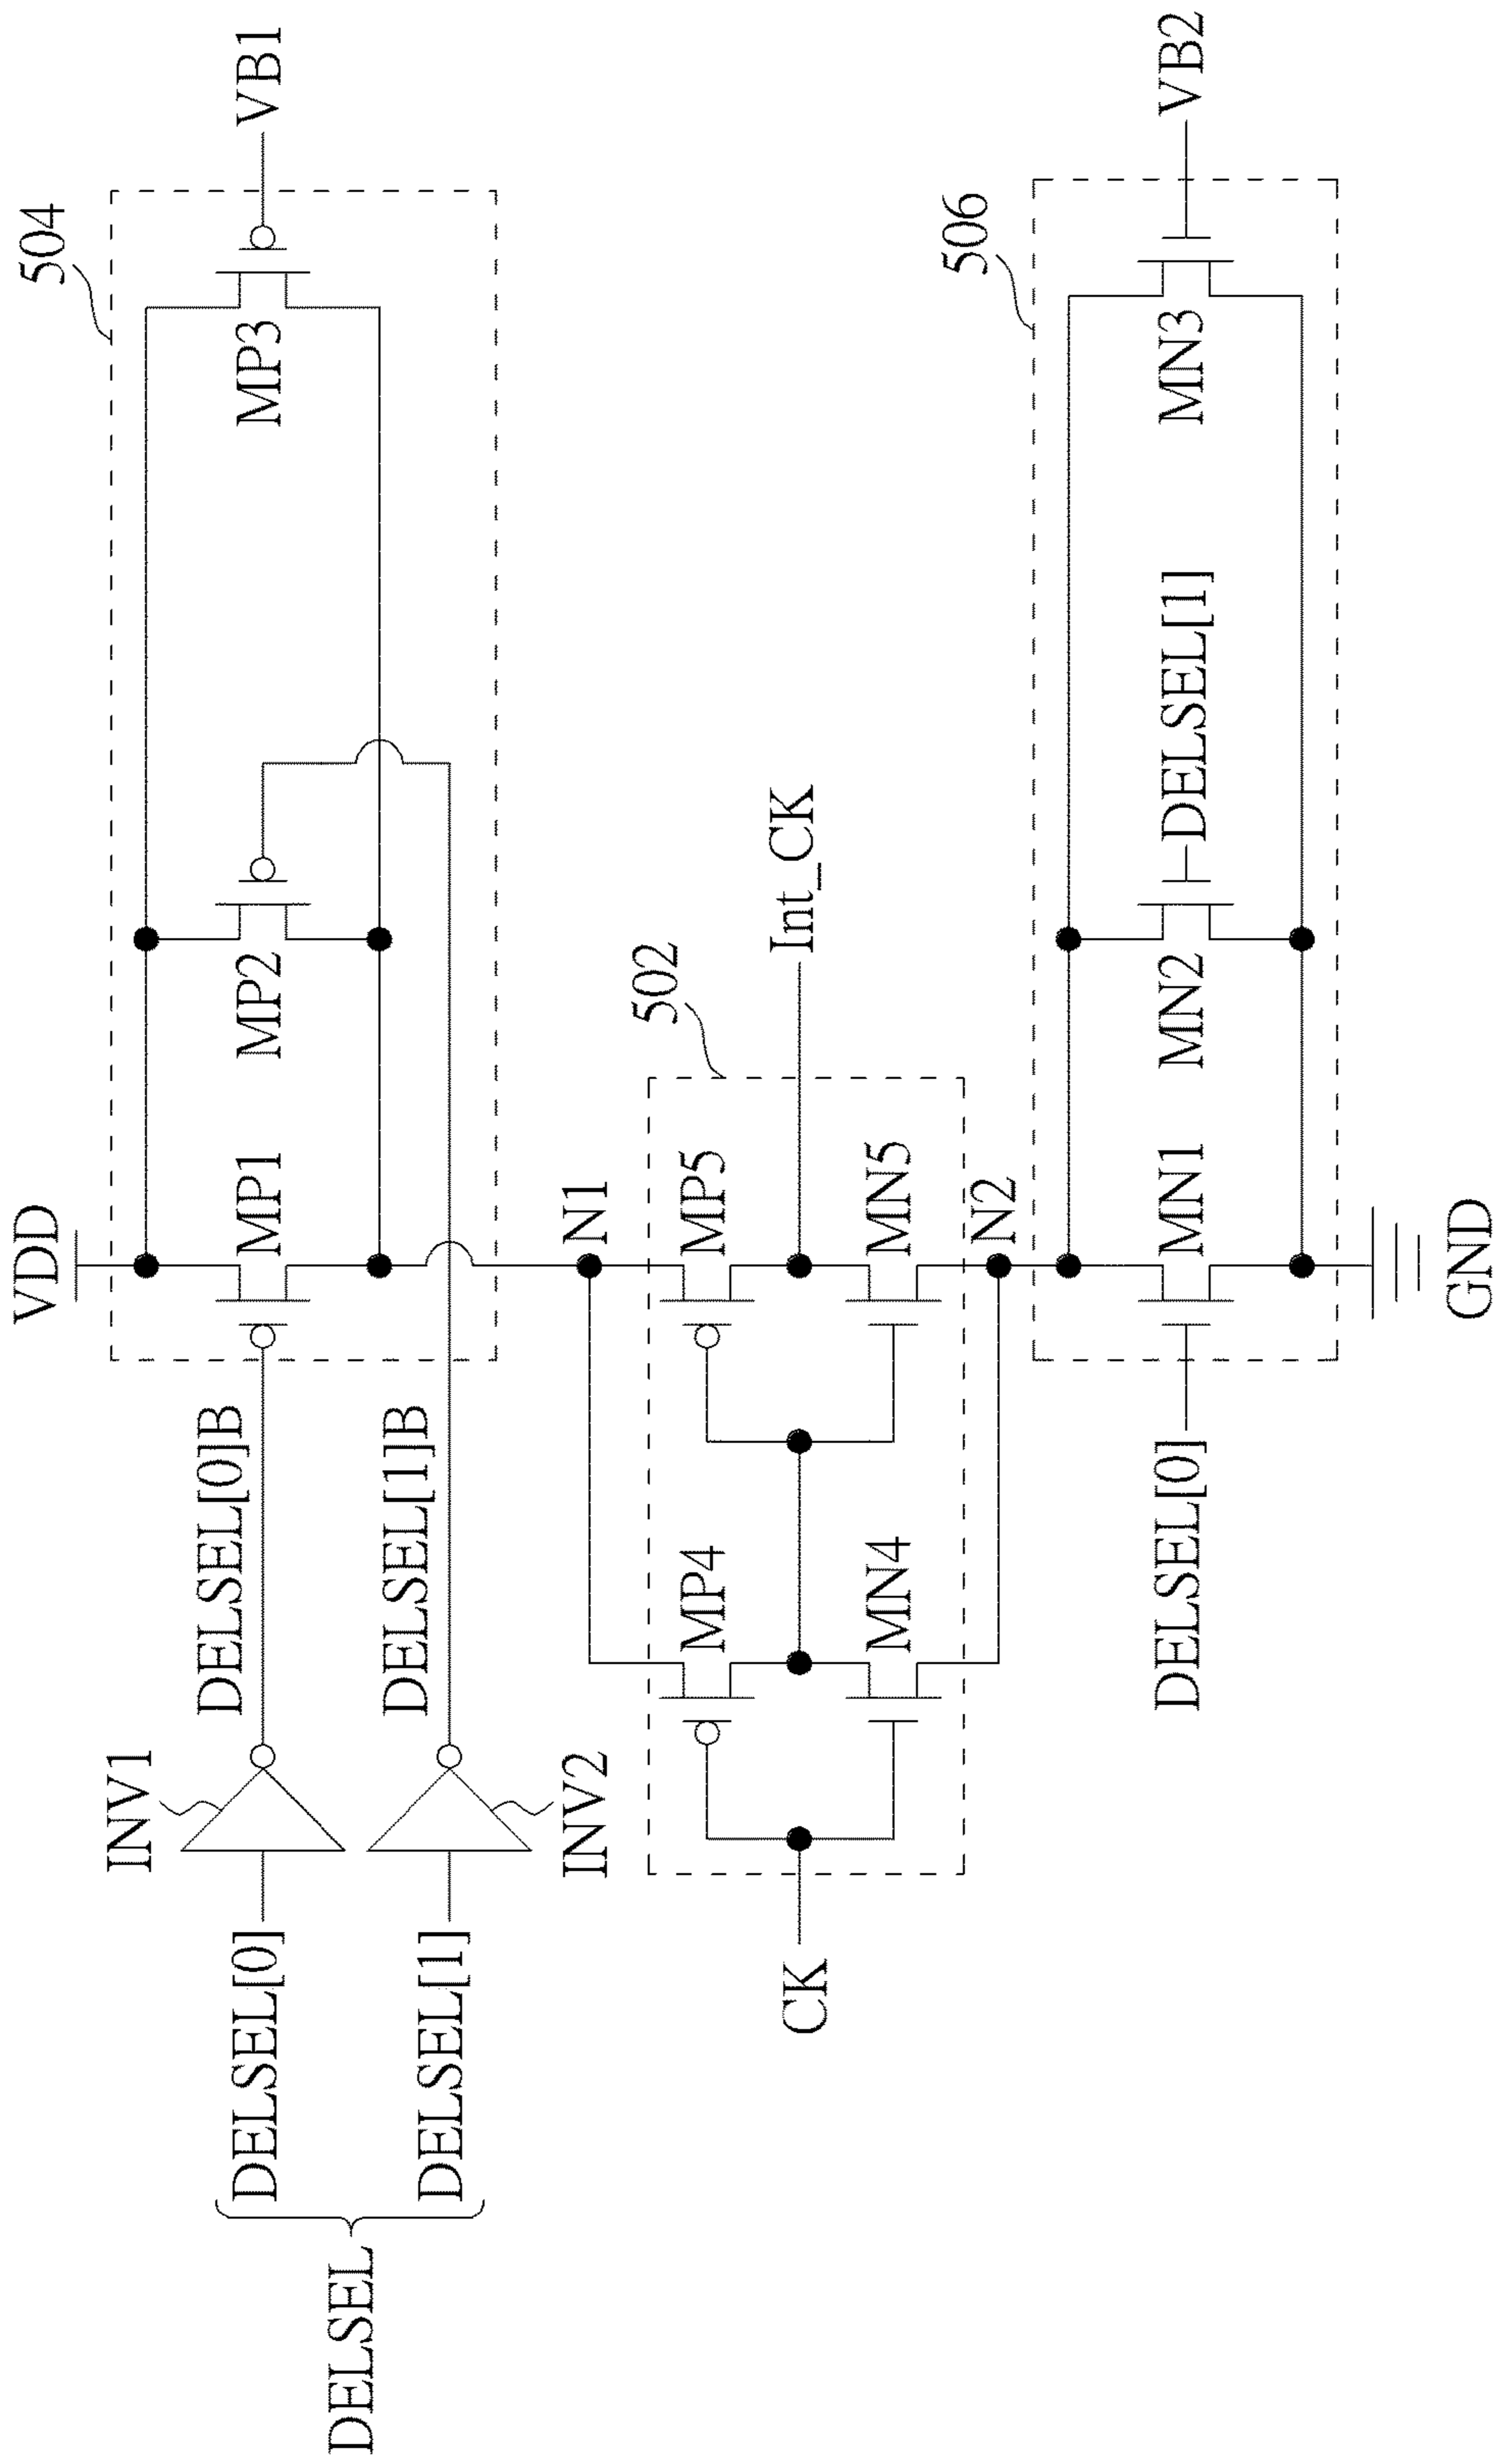 VDD
504
INV1
DELSEL[0]B
MP1
MP2
MP3
VB1
DELSEL[0]
DELSEL
DELSEL[1]
DELSEL[1]B
INV2
N1
502
MP4
MP5
CK
Int_CK
MN4
MN5
N2
506
DELSEL[0]
MN1
MN2
DELSEL[1]
MN3
VB2
GND